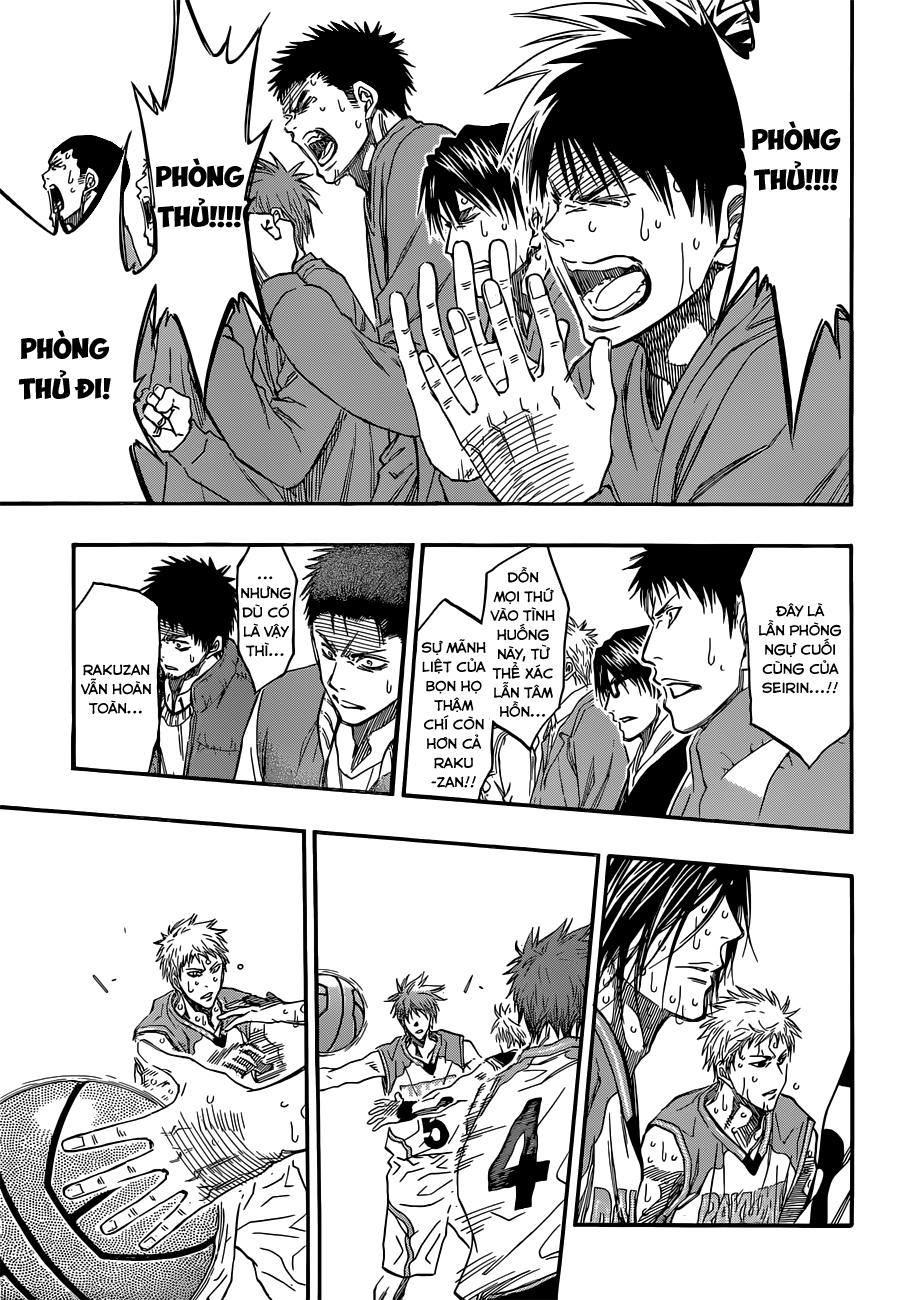 PHÒNG
THỦ!!!!
PHÒNG
THỦ!!!!
PHÒNG
THỦ ĐI!
ĐÂY LÀ
LẦN PHÒNG
NGỰ CUỐI
CÙNG CỦA
SEIRIN...!!
DỒN
MỌI THỨ
VÀO TÌNH
HUỐNG
NÀY, TỪ
THỂ XÁC
LẪN TÂM
HỒN...
SỰ MÃNH
LIỆT CỦA
BỌN HỌ
THẬM
CHÍ CÒN
HƠN CẢ
RAKU
-ZAN!!
...
NHƯNG
DÙ CÓ
LÀ VẬY
THÌ...
RAKUZAN
VẪN HOÀN
TOÀN...
5
4